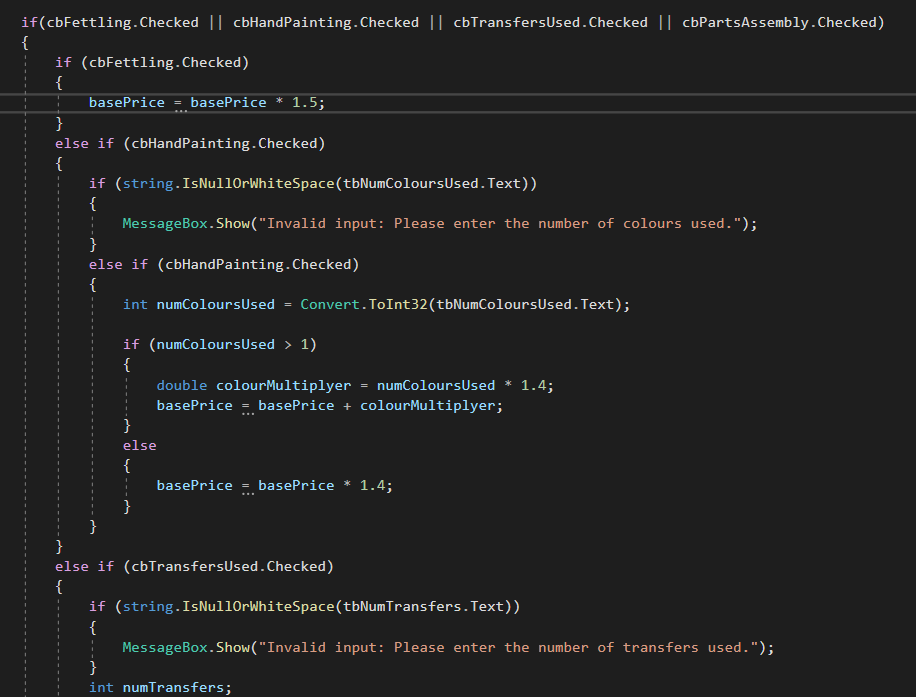 if(cbFettling.Checked || cbHandPainting.Checked || cbTransfersUsed.Checked || cbPartsAssembly.Checked)
{
if (cbFettling.Checked)
{
basePrice = basePrice * 1.5;
}
else if (cbHandPainting.Checked)
{
if (string.IsNullOrWhiteSpace(tbNumColoursUsed.Text))
{
MessageBox.Show("Invalid input: Please enter the number of colours used.");
}
else if (cbHandPainting.Checked)
{
int numColoursUsed = Convert.ToInt32(tbNumColoursUsed.Text);
if (numColoursUsed > 1)
{
double colourMultiplyer = numColoursUsed * 1.4;
basePrice = basePrice + colourMultiplyer;
}
else
{
basePrice = basePrice * 1.4;
}
}
}
else if (cbTransfersUsed.Checked)
{
if (string.IsNullOrWhiteSpace(tbNumTransfers.Text))
{
MessageBox.Show("Invalid input: Please enter the number of transfers used.");
}
int numTransfers;